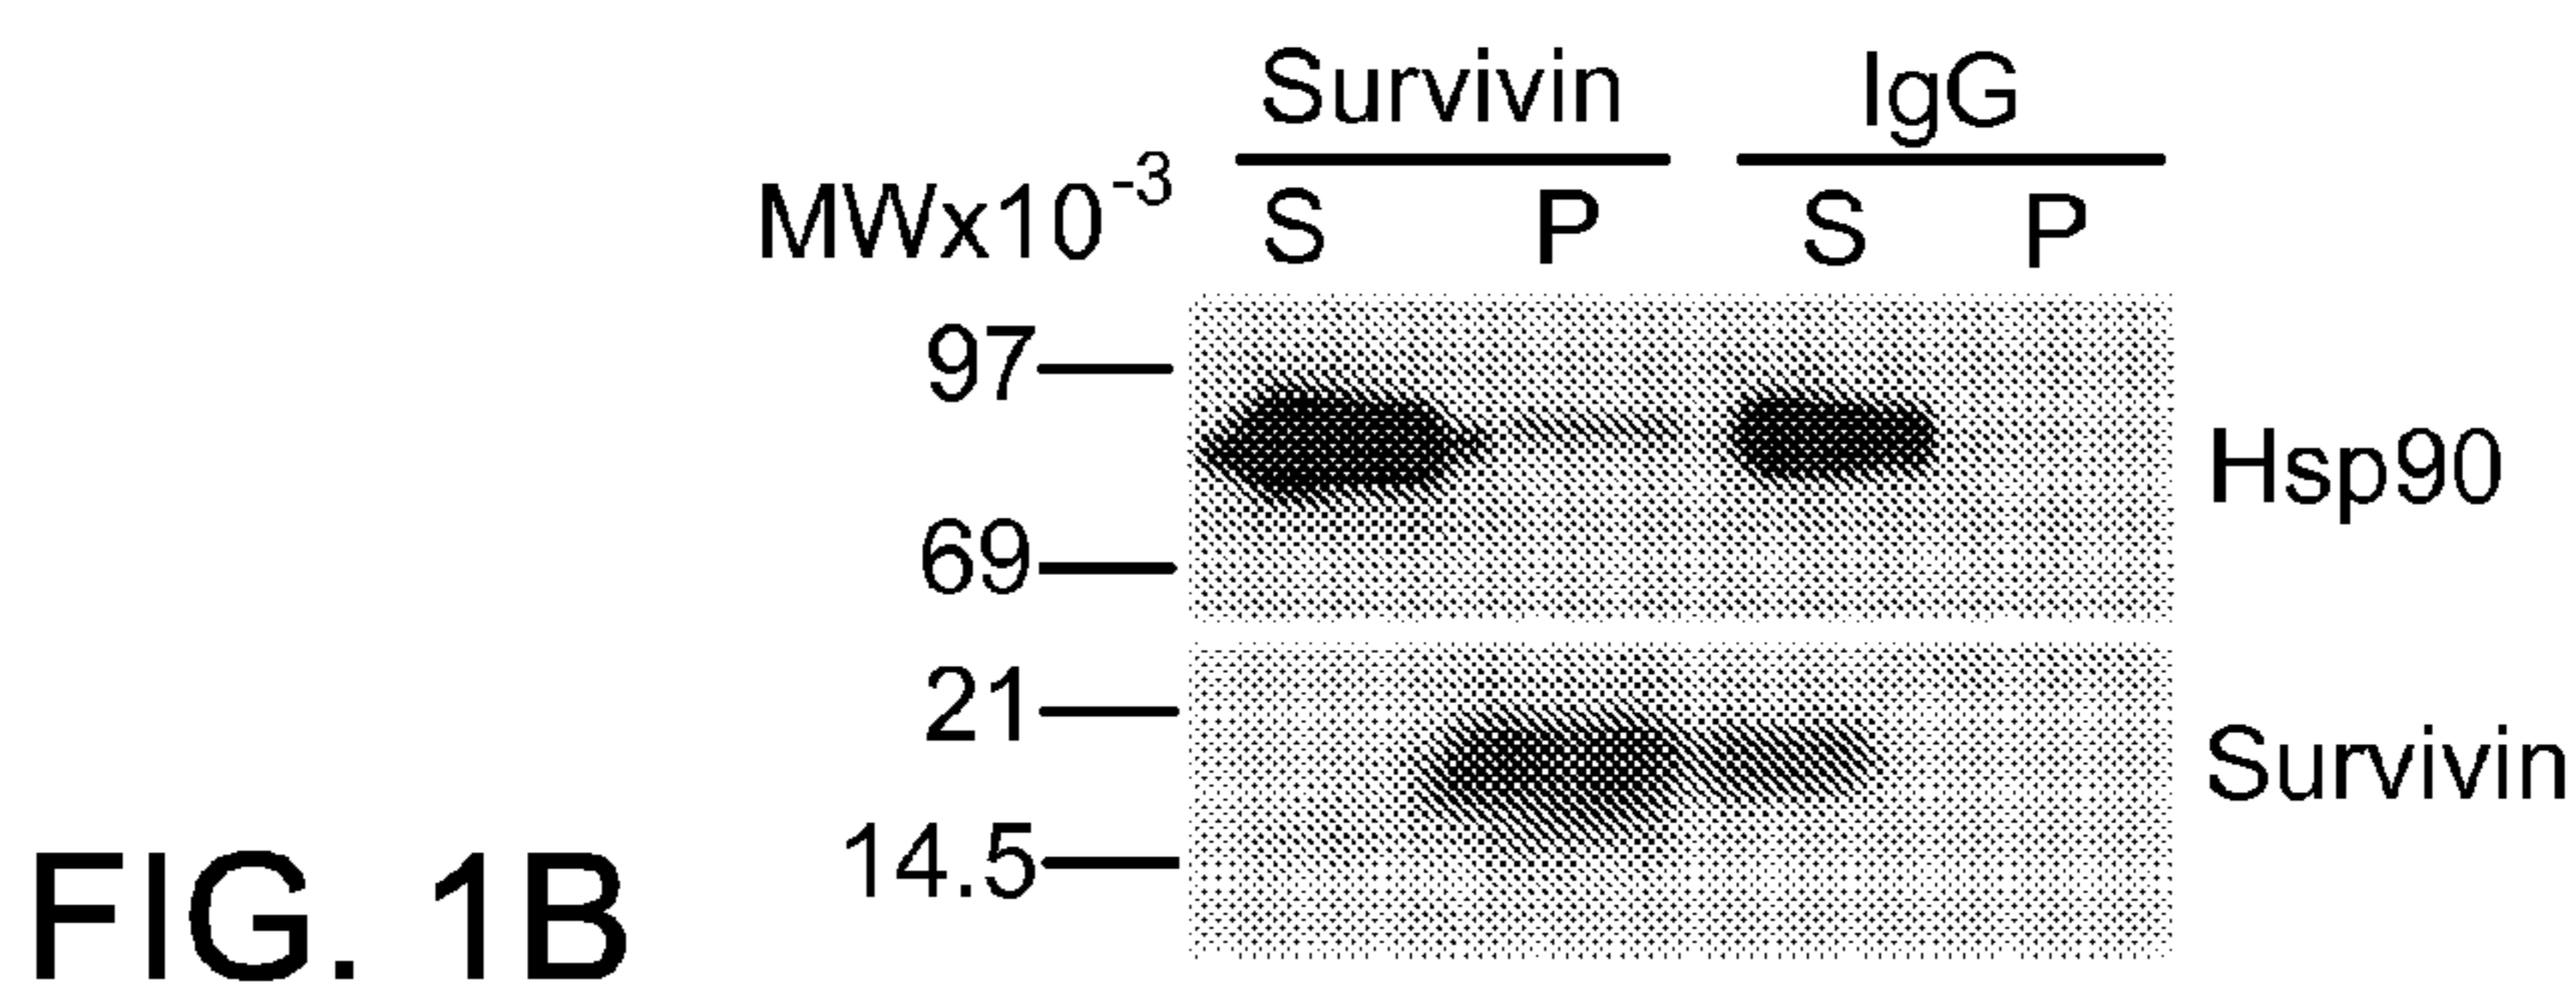 Survivin IgG
MWx10-3 S P S P
97
Hsp90
69
21
Survivin
14.5
FIG. 1B